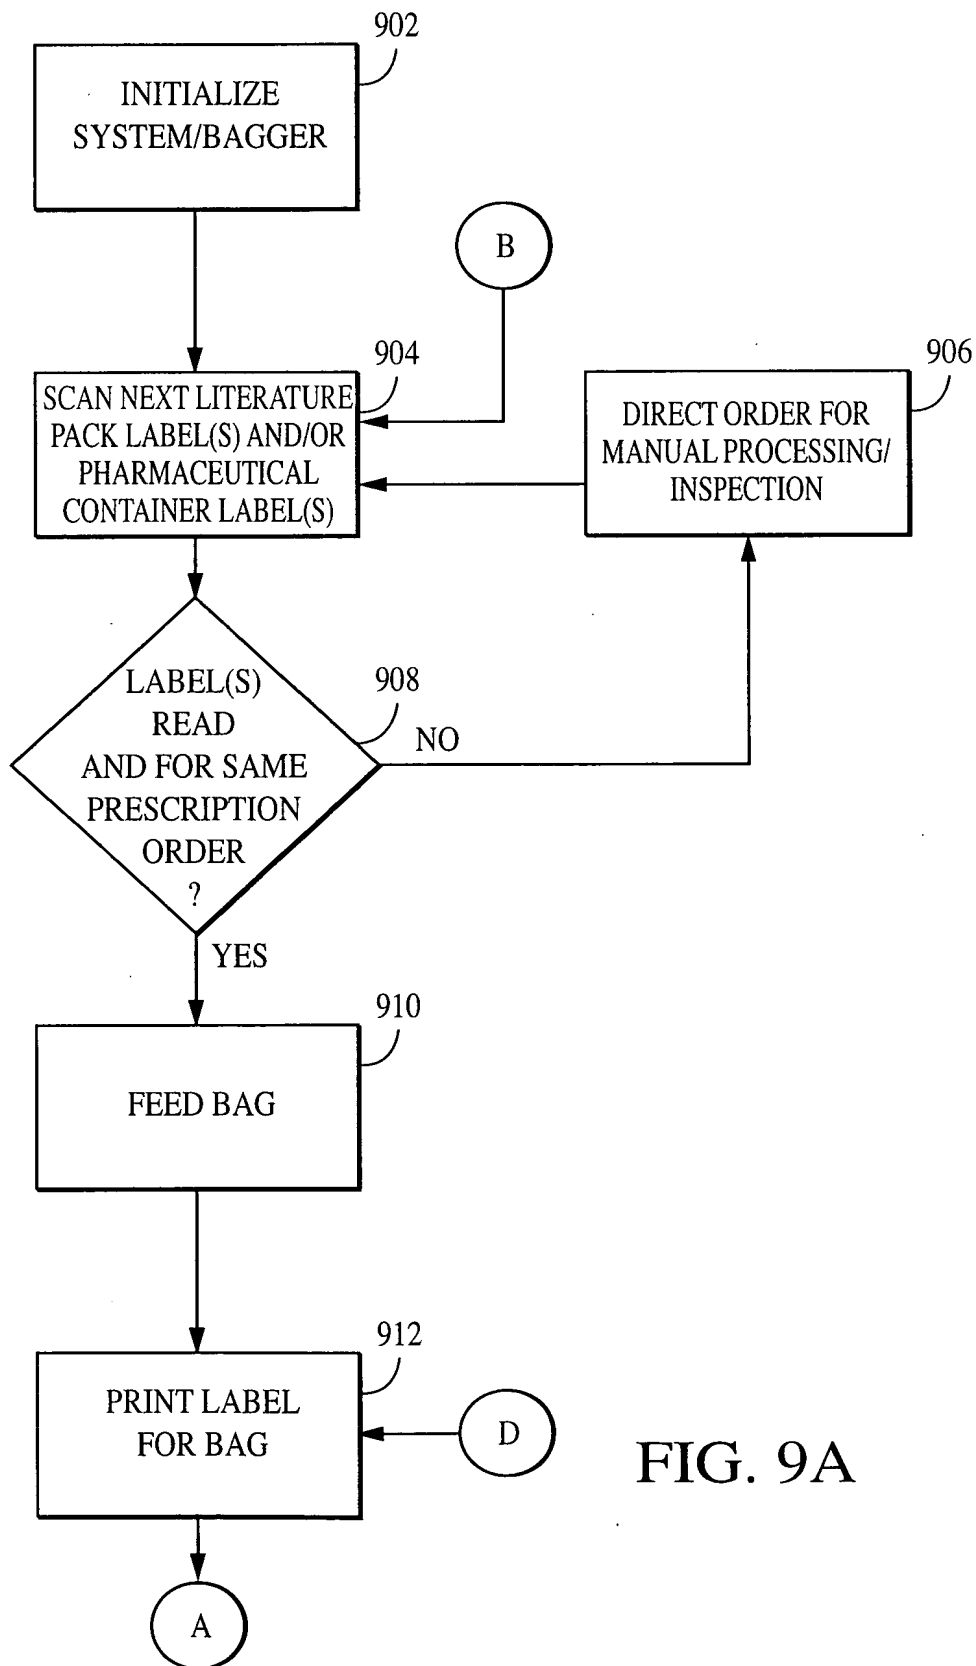 902
INITIALIZE
SYSTEM/BAGGER
B
904
SCAN NEXT LITERATURE
PACK LABEL(S) AND/OR
PHARMACEUTICAL
CONTAINER LABEL(S)
906
DIRECT ORDER FOR
MANUAL PROCESSING/
INSPECTION
908
LABEL(S)
READ
AND FOR SAME
PRESCRIPTION
ORDER
?
NO
YES
910
FEED BAG
912
PRINT LABEL
FOR BAG
D
FIG. 9A
A